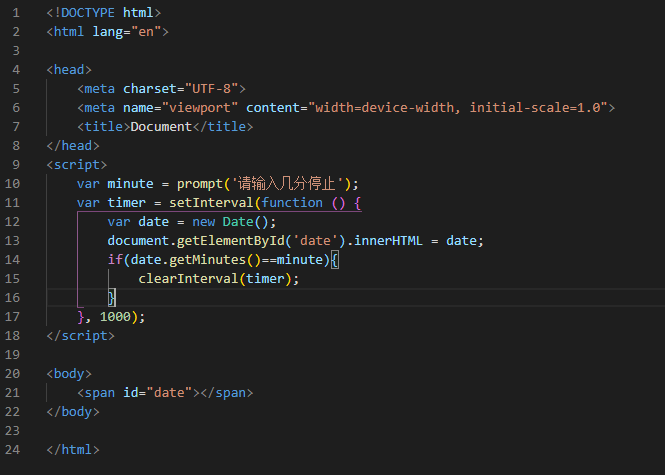 1 <!DOCTYPE html>
2 <html lang="en">
3
4 <head>
5     <meta charset="UTF-8">
6     <meta name="viewport" content="width=device-width, initial-scale=1.0">
7     <title>Document</title>
8 </head>
9 <script>
10     var minute = prompt('请输入几分停止');
11     var timer = setInterval(function () {
12         var date = new Date();
13         document.getElementById('date').innerHTML = date;
14         if(date.getMinutes()==minute){
15             clearInterval(timer);
16         }
17     }, 1000);
18 </script>
19
20 <body>
21     <span id="date"></span>
22 </body>
23
24 </html>